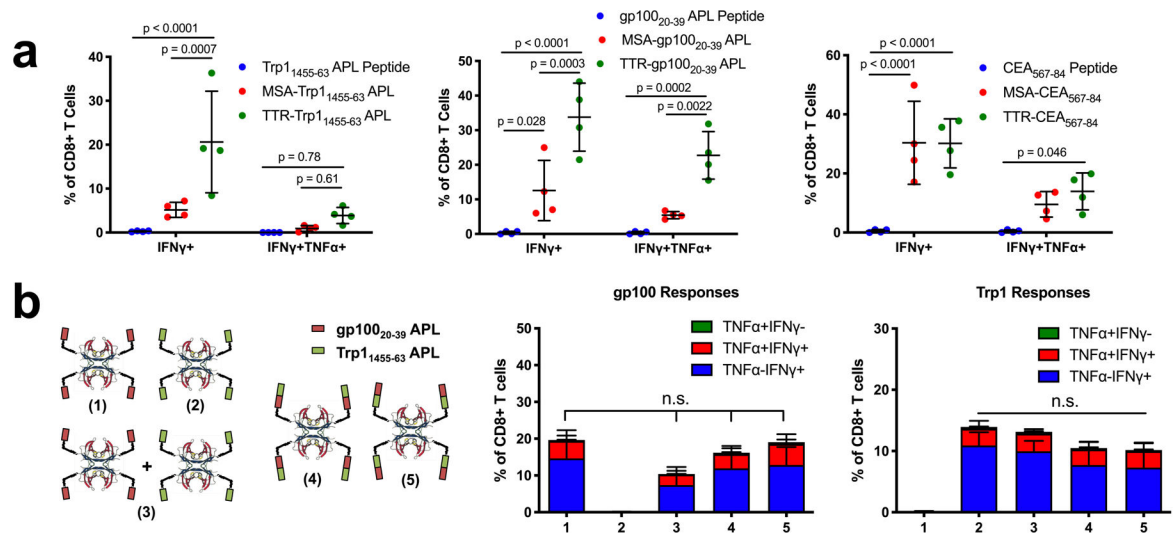 a
p < 0.0001
p = 0.0007
Trp1₁₄₅₅₋₆₃ APL Peptide
MSA-Trp1₁₄₅₅₋₆₃ APL
TTR-Trp1₁₄₅₅₋₆₃ APL
p = 0.78
p = 0.61
% of CD8+ T Cells
40
30
20
10
0
IFNγ+
IFNγ+TNFα+
gp100₂₀₋₃₉ APL Peptide
MSA-gp100₂₀₋₃₉ APL
TTR-gp100₂₀₋₃₉ APL
p < 0.0001
p = 0.0003
p = 0.028
p = 0.0002
p = 0.0022
% of CD8+ T Cells
50
40
30
20
10
0
IFNγ+
IFNγ+TNFα+
p < 0.0001
p < 0.0001
CEA₅₆₇₋₈₄ Peptide
MSA-CEA₅₆₇₋₈₄
TTR-CEA₅₆₇₋₈₄
p = 0.046
% of CD8+ T Cells
60
40
20
0
IFNγ+
IFNγ+TNFα+
b
gp100₂₀₋₃₉ APL
Trp1₁₄₅₅₋₆₃ APL
(1)
(2)
+
(3)
(4)
(5)
gp100 Responses
TNFα+IFNγ-
TNFα+IFNγ+
TNFα-IFNγ+
n.s.
% of CD8+ T Cells
50
40
30
20
10
0
1 2 3 4 5
Trp1 Responses
TNFα+IFNγ-
TNFα+IFNγ+
TNFα-IFNγ+
n.s.
% of CD8+ T Cells
30
20
10
0
1 2 3 4 5